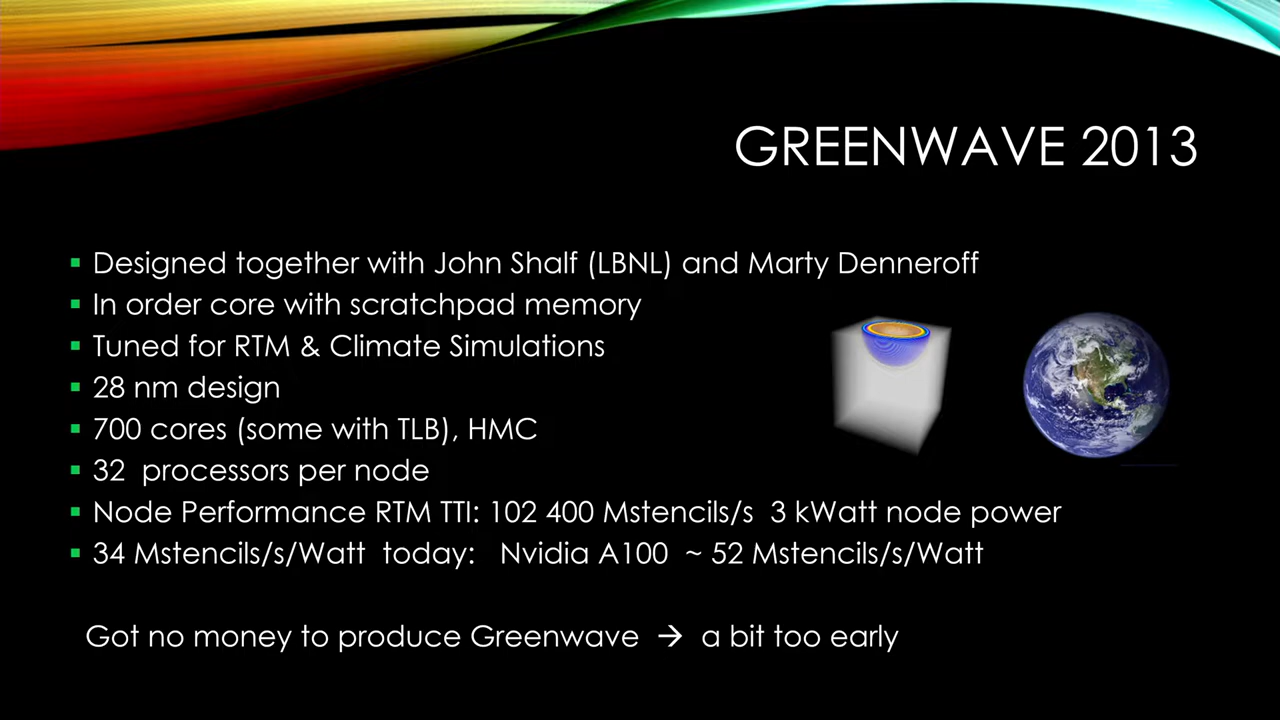 GREENWAVE 2013
▪ Designed together with John Shalf (LBNL) and Marty Denneroff
▪ In order core with scratchpad memory
▪ Tuned for RTM & Climate Simulations
▪ 28 nm design
▪ 700 cores (some with TLB), HMC
▪ 32 processors per node
▪ Node Performance RTM TTI: 102 400 Mstencils/s 3 kWatt node power
▪ 34 Mstencils/s/Watt today: Nvidia A100 ~ 52 Mstencils/s/Watt
Got no money to produce Greenwave → a bit too early